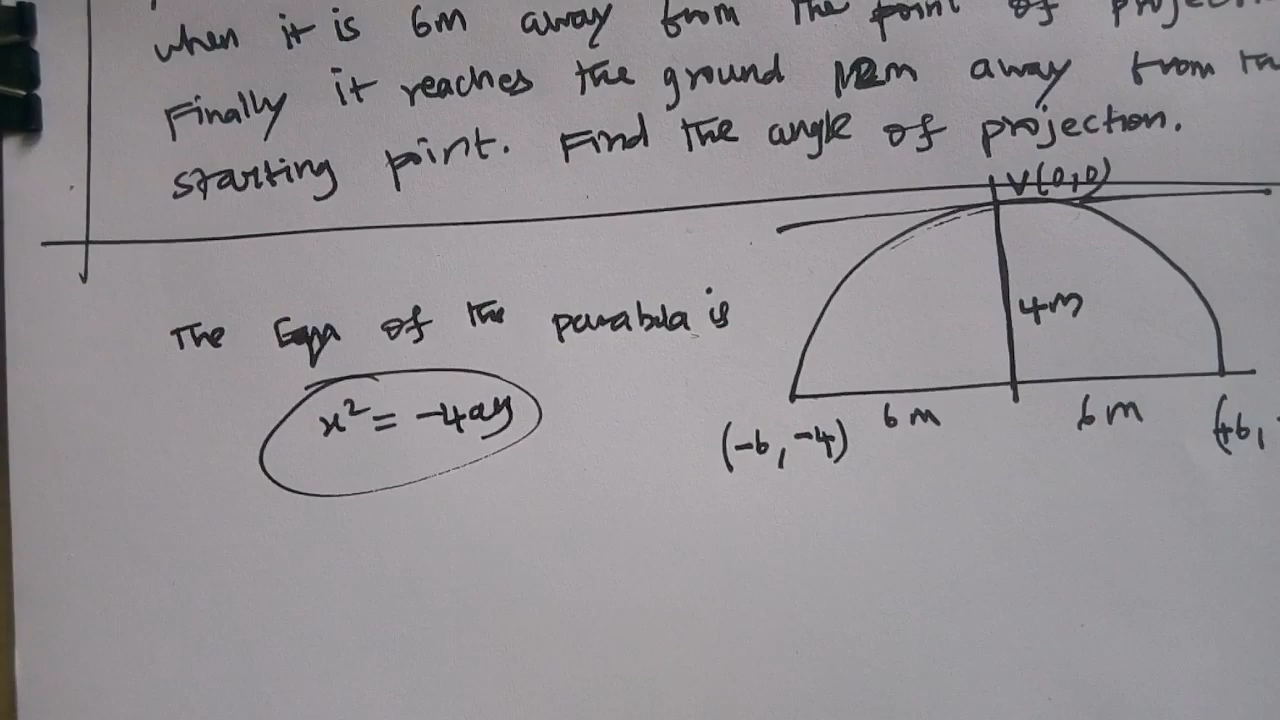 when it is 6m away from the point of projec
Finally it reaches the ground 12m away from th
starting point. Find the angle of projection.
V(0,0)
The Eqn of the parabola is
4m
x² = -4ay
6m
6m
(-6, -4)
(+6,